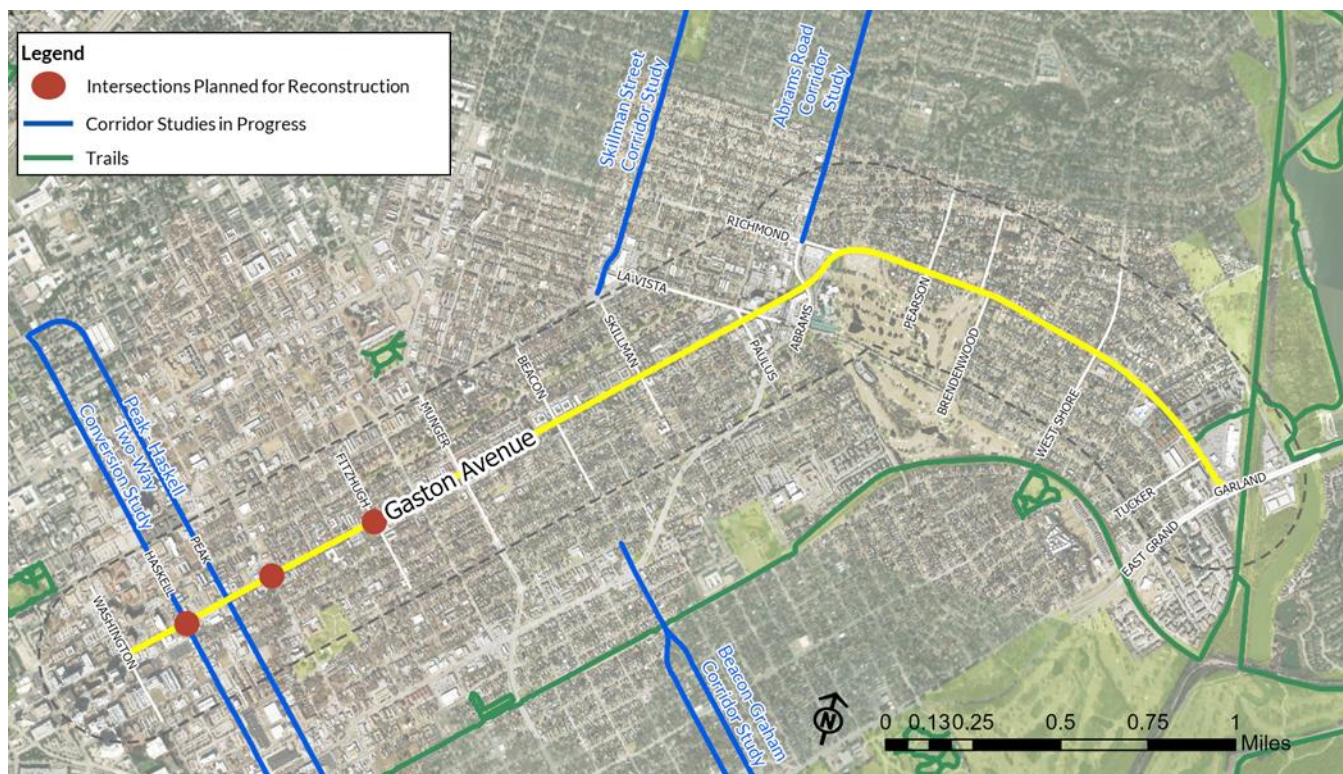 Legend
Intersections Planned for Reconstruction
Corridor Studies in Progress
Trails
Skillman Street
Corridor Study
Abrams Road
Corridor
Study
RICHMOND
LA VISTA
SKILLMAN
BEACON
MUNGER
FITZHUGH
PAULUS
ABRAMS
PEARSON
BRENDENWOOD
WEST SHORE
TUCKER
GARLAND
EAST GRAND
Gaston Avenue
Peak - Haskell
Two-Way
Conversion Study
PEAK
HASKELL
WASHINGTON
Beacon-Graham
Corridor Study
N
0 0.13 0.25 0.5 0.75 1
Miles